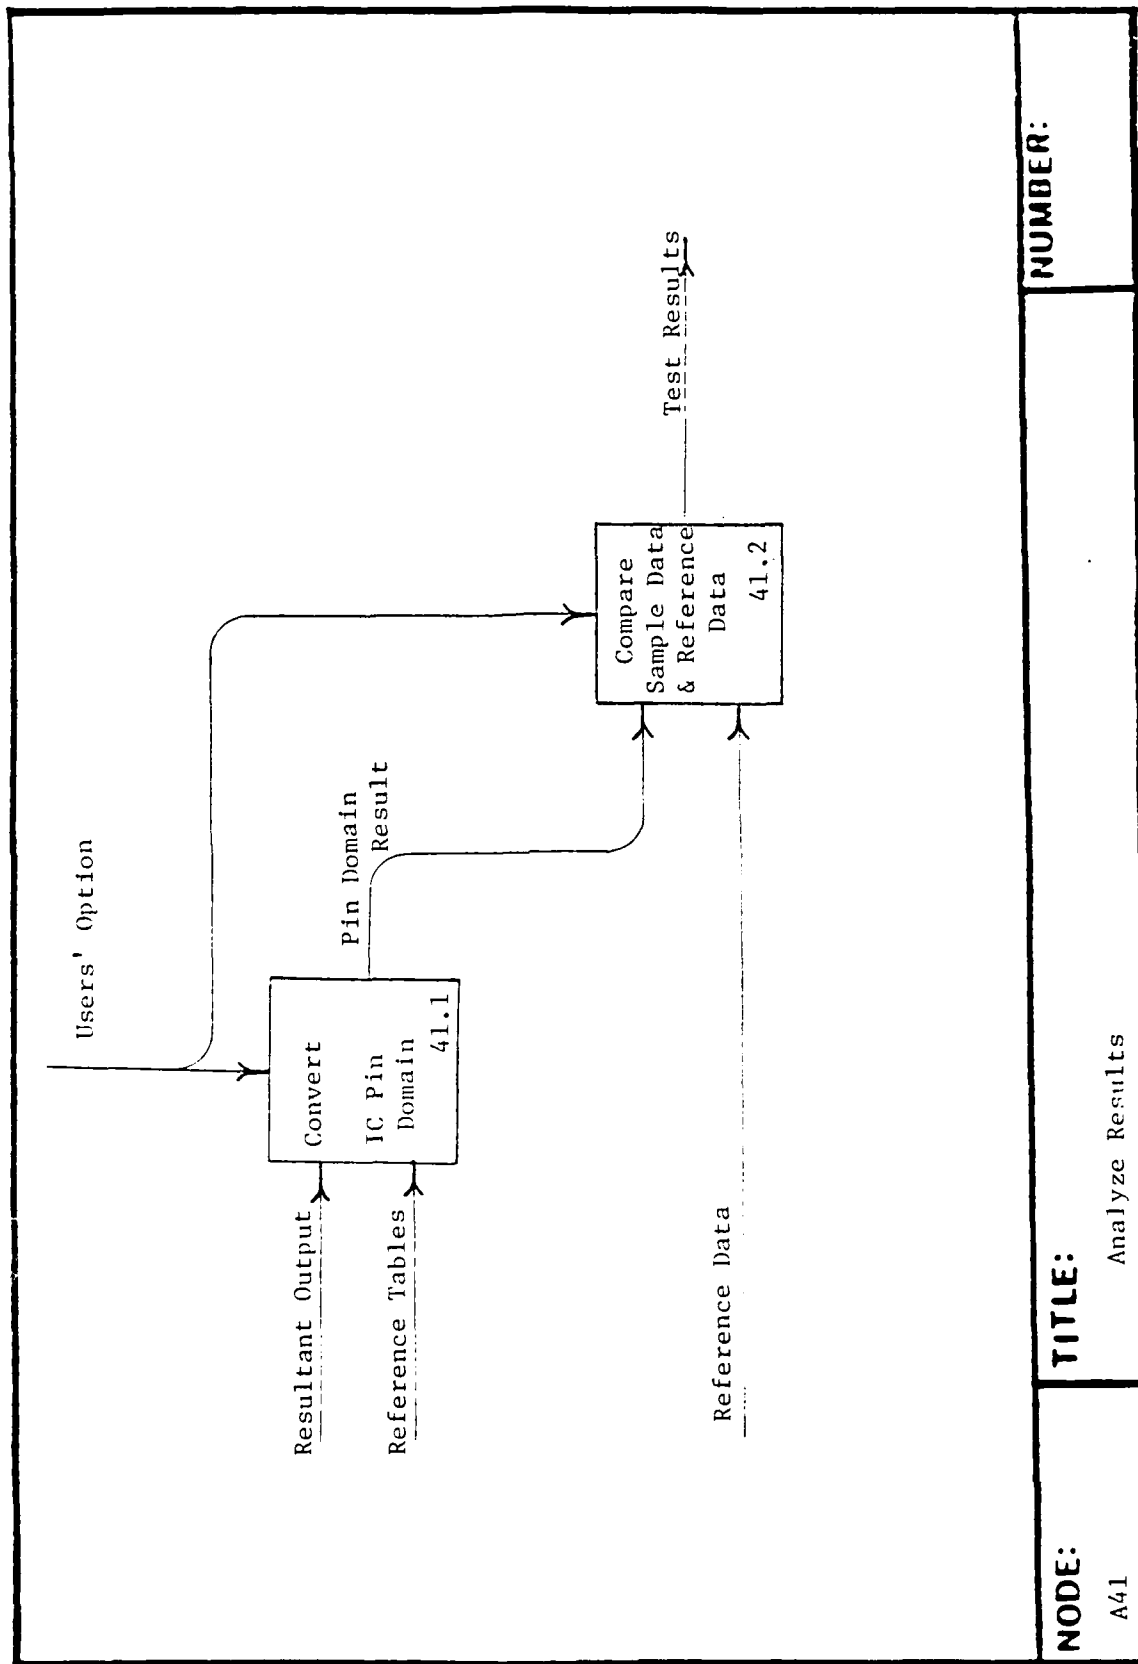 Users' Option
Resultant Output
Convert
IC Pin
Domain
41.1
Reference Tables
Pin Domain
Result
Compare
Sample Data
& Reference
Data
41.2
Test Results
Reference Data
NODE:
A41
TITLE:
Analyze Results
NUMBER: